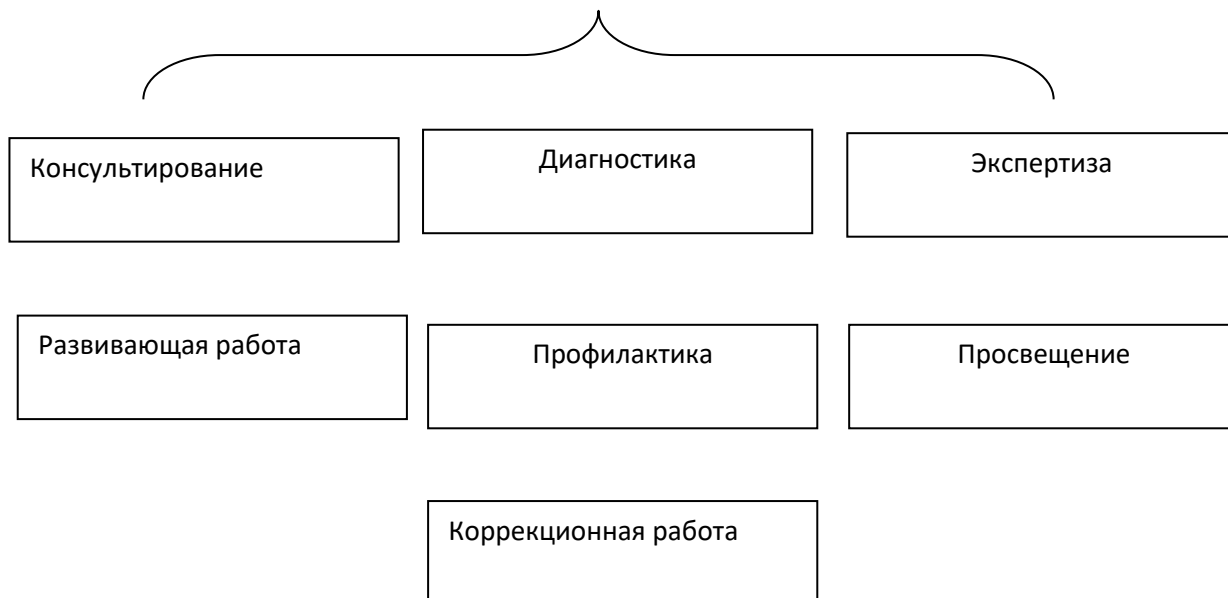 Консультирование
Диагностика
Экспертиза
Развивающая работа
Профилактика
Просвещение
Коррекционная работа